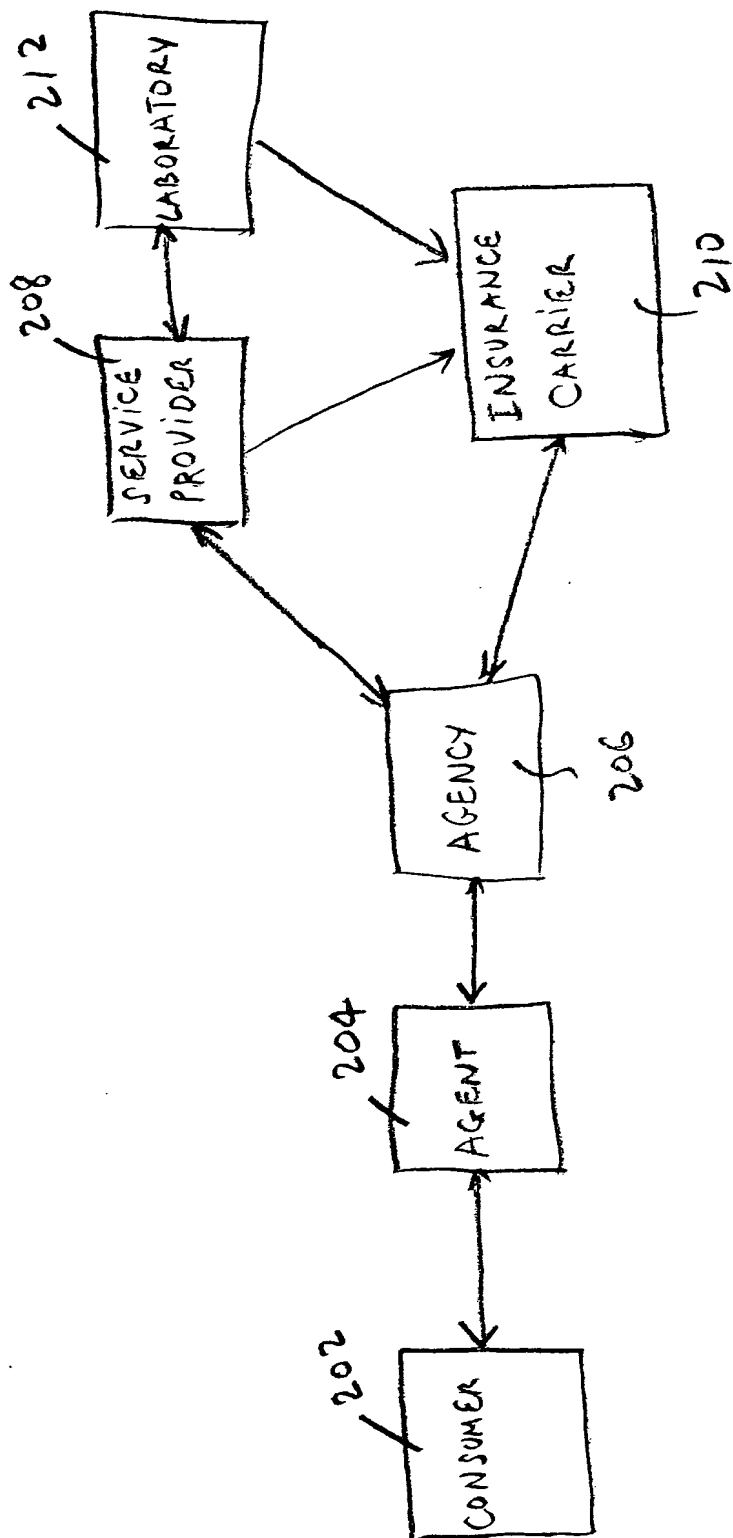 202
CONSUMER
204
AGENT
AGENCY
206
208
SERVICE
PROVIDER
212
LABORATORY
INSURANCE
CARRIER
210